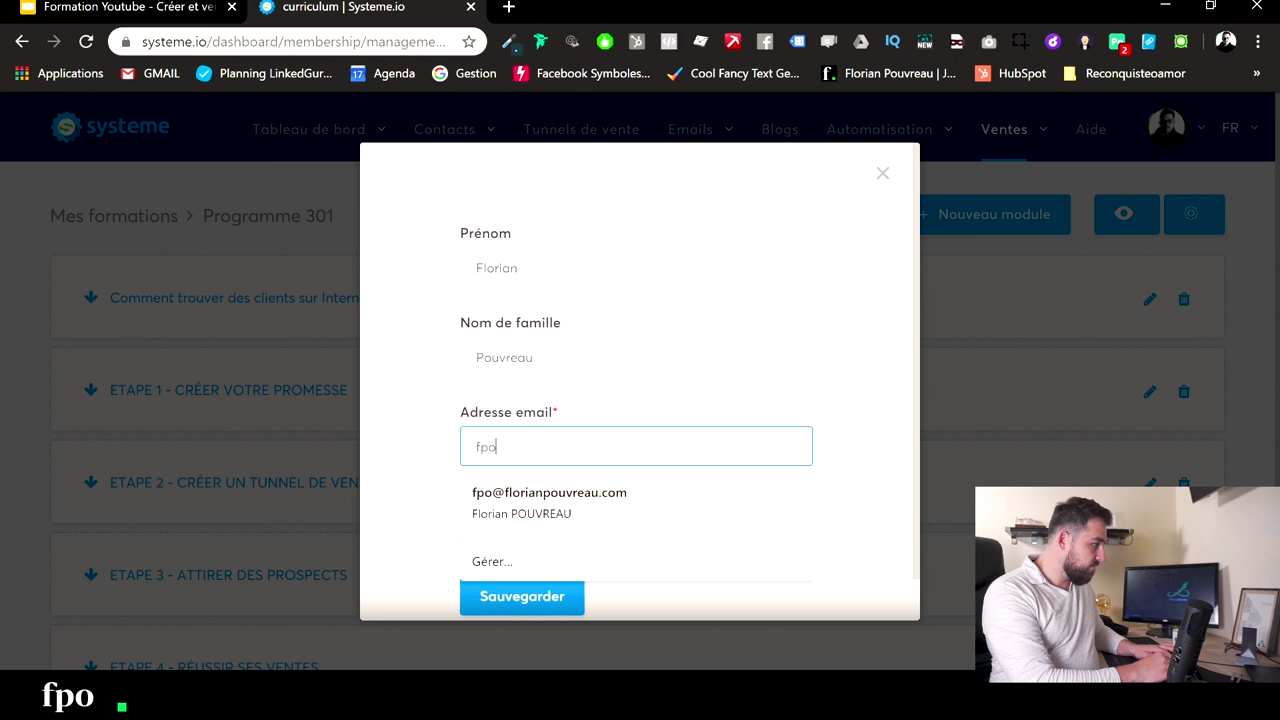 Formation Youtube - Créer et ve
curriculum | Systeme.io
systeme.io/dashboard/membership/manageme...
Applications
GMAIL
Planning LinkedGur...
Agenda
Gestion
Facebook Symboles...
Cool Fancy Text Ge...
Florian Pouvreau | J...
HubSpot
Reconquisteoamor
»
systeme
Tableau de bord
Contacts
Tunnels de vente
Emails
Blogs
Automatisation
Ventes
Aide
FR
Mes formations > Programme 301
+ Nouveau module
Comment trouver des clients sur Intern
ETAPE 1 - CRÉER VOTRE PROMESSE
ETAPE 2 - CRÉER UN TUNNEL DE VEN
ETAPE 3 - ATTIRER DES PROSPECTS
ETAPE 4 - RÉUSSIR SES VENTES
Prénom
Florian
Nom de famille
Pouvreau
Adresse email*
fpo
fpo@florianpouvreau.com
Florian POUVREAU
Gérer...
Sauvegarder
fpo